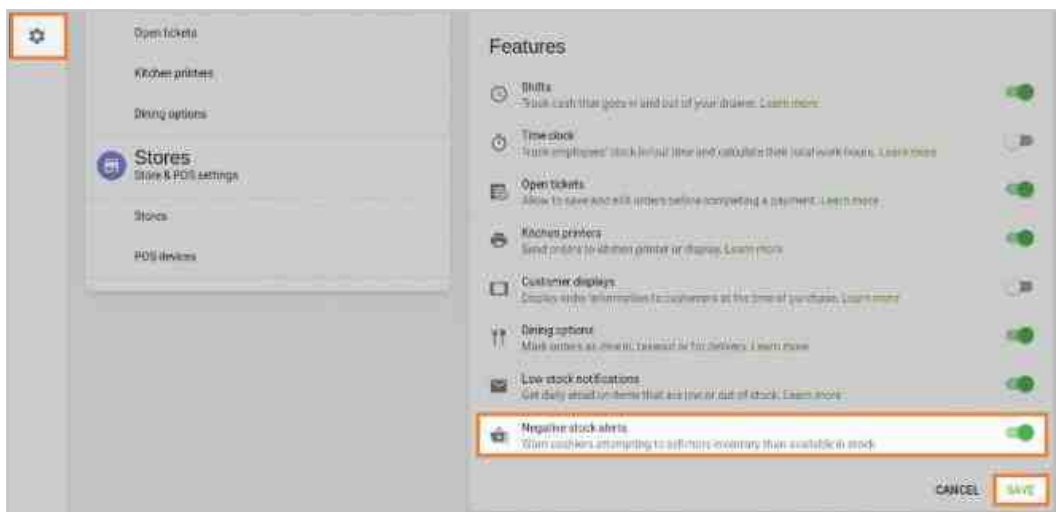 Open tickets
Kitchen printers
Dining options
Stores
Store & POS settings
Stores
POS devices
Features
Shifts
Track cash that goes in and out of your drawer. Learn more
Time clock
Track employees' clock in/out time and calculate their total work hours. Learn more
Open tickets
Allow to save and edit orders before completing a payment. Learn more
Kitchen printers
Send orders to kitchen printer or display. Learn more
Customer displays
Display order information to customers at the time of purchase. Learn more
Dining options
Mark orders as dine in, takeout or for delivery. Learn more
Low stock notifications
Get daily email on items that are low or out of stock. Learn more
Negative stock alerts
Warn cashiers attempting to sell more inventory than available in stock
CANCEL
SAVE